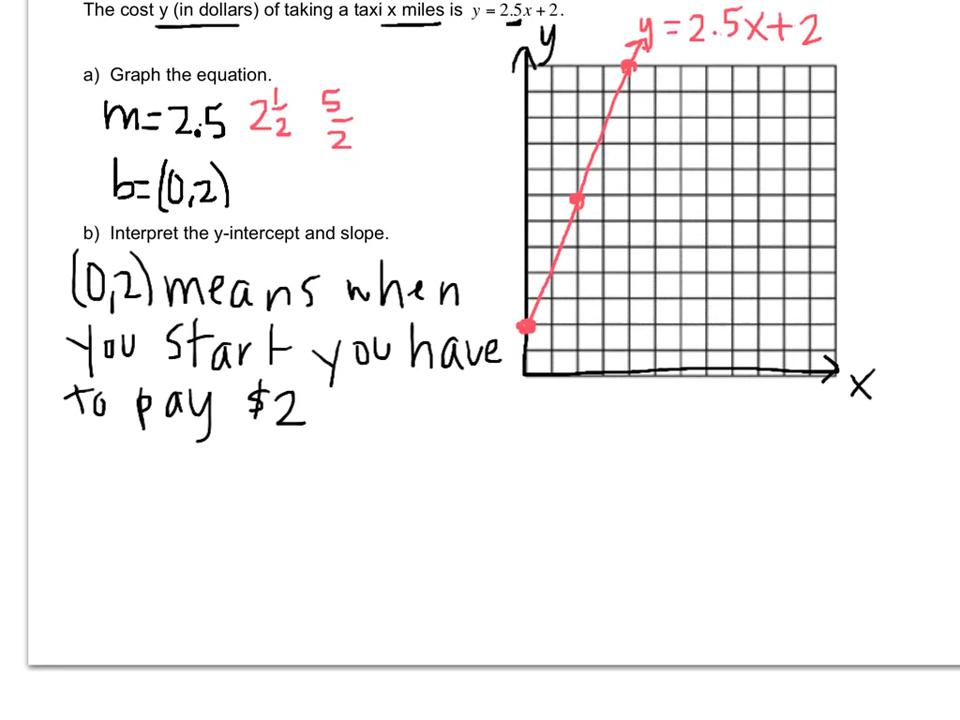 The cost y (in dollars) of taking a taxi x miles is y = 2.5x + 2.
y = 2.5x+2
y
a) Graph the equation.
m=2.5 2 1/2 5/2
b=(0,2)
b) Interpret the y-intercept and slope.
(0,2) means when
you start you have
to pay $2
x